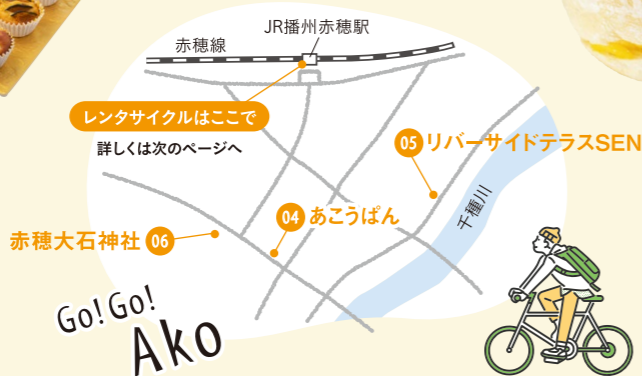 JR播州赤穂駅
赤穂線
レンタサイクルはここで
詳しくは次のページへ
05 リバーサイドテラスSEN
千種川
04 あこうぱん
赤穂大石神社 06
Go! Go!
Ako